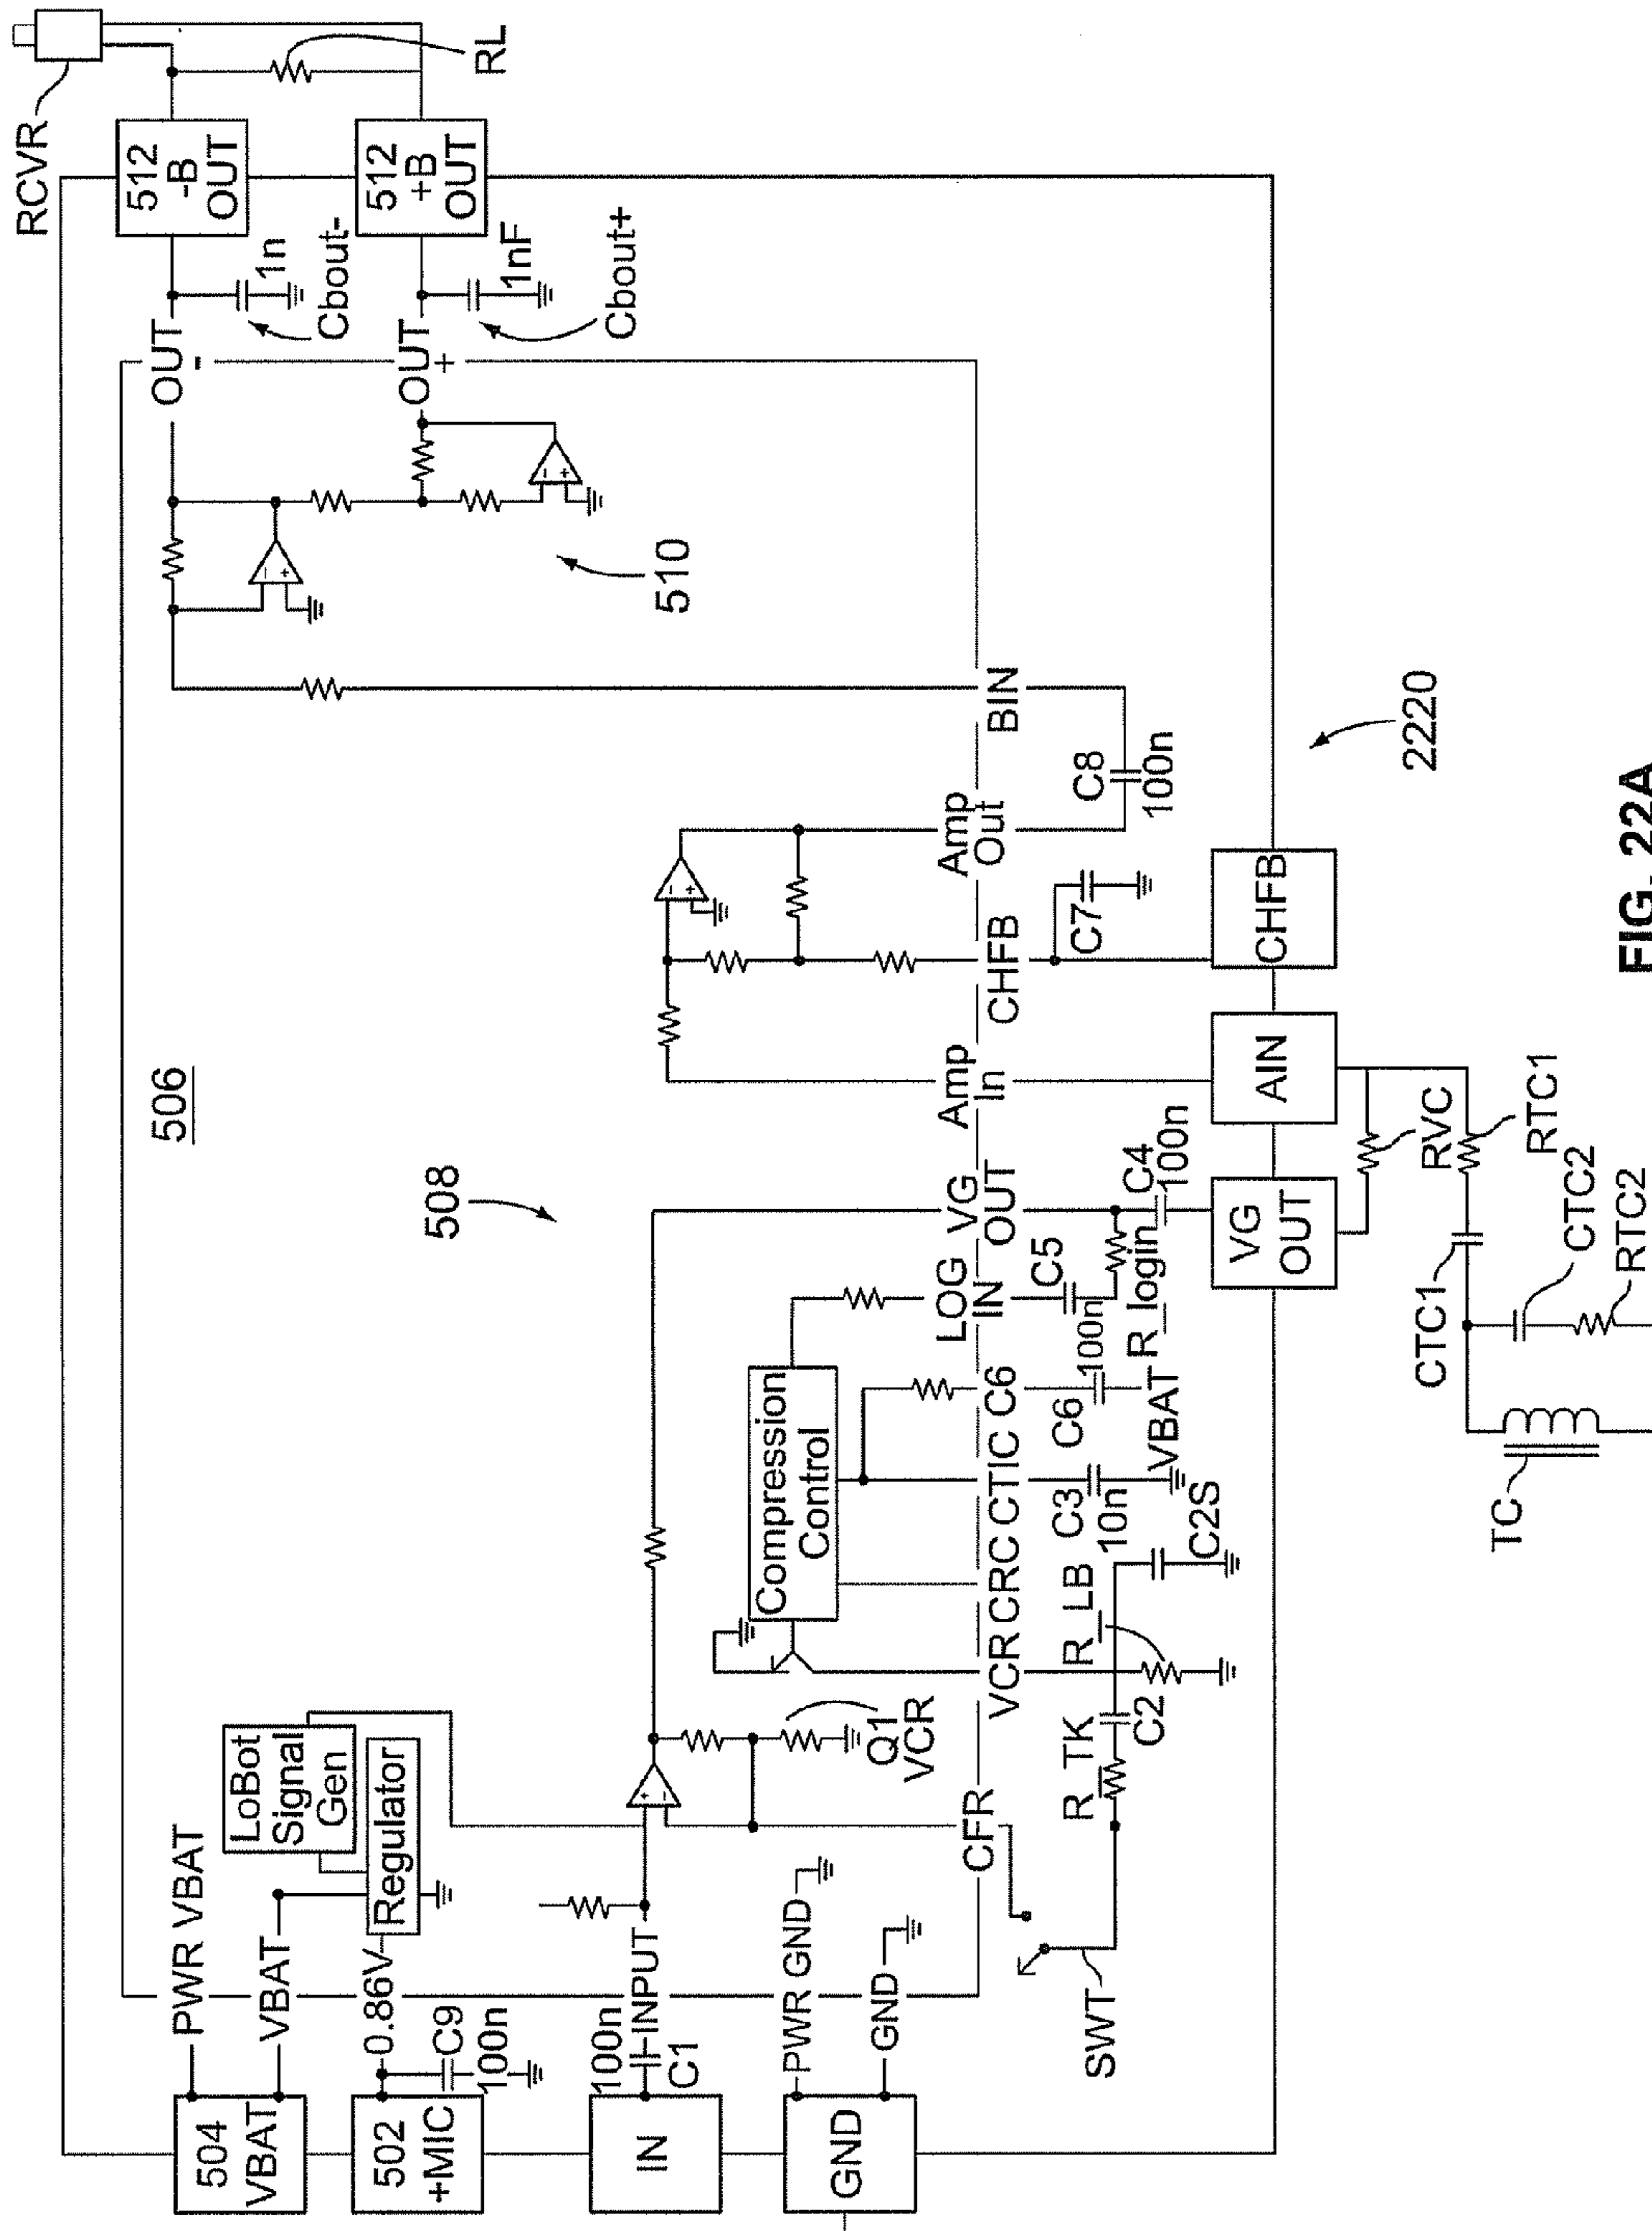 RCVR
512
-B
OUT
512
+B
OUT
RL
1n
Cbout-
1nF
Cbout+
OUT
-
OUT
+
510
506
508
BIN
Amp
Out
C8
100n
CHFB
C7
CHFB
2220
Amp
In
AIN
VG
OUT
C4
100n
VG
OUT
RVC
RTC1
LOG
IN
C5
100n
R_login
CTC1
CTC2
RTC2
TC
Compression
Control
C6
C6
VBAT
CTIC
C3
10n
CRC
C2S
VCR
R_LB
C2
R_TK
Q1
VCR
CFR
SWT
LoBot
Signal
Gen
Regulator
PWR VBAT
VBAT
0.86V
C9
100n
INPUT
100n
C1
PWR GND
GND
504
VBAT
502
+MIC
IN
GND
- +
- +
- +
+ -
FIG. 22A